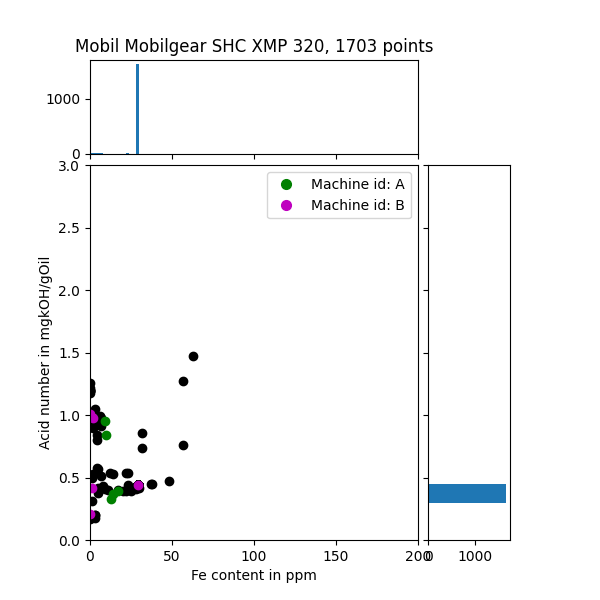 Mobil Mobilgear SHC XMP 320, 1703 points
1000
0
3.0
2.5
2.0
1.5
1.0
0.5
0.0
Acid number in mgkOH/gOil
Machine id: A
Machine id: B
0 50 100 150 200
0 1000
Fe content in ppm